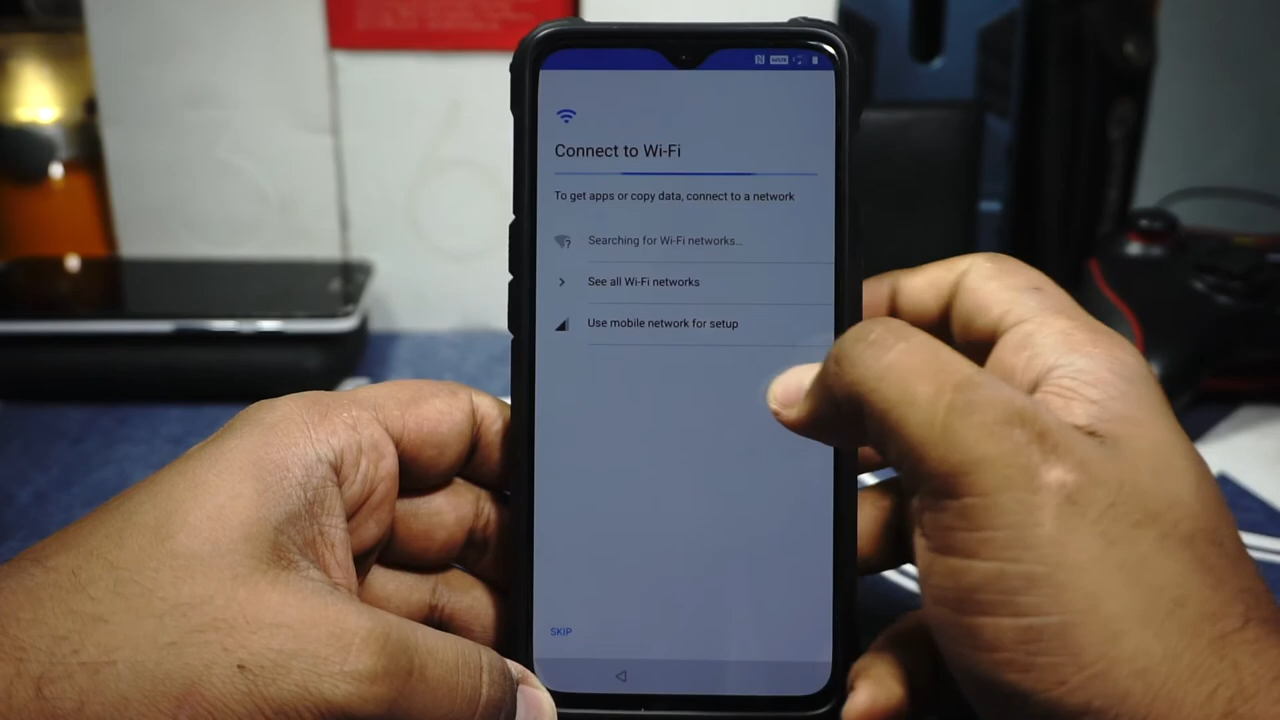 Connect to Wi-Fi
To get apps or copy data, connect to a network
Searching for Wi-Fi networks…
See all Wi-Fi networks
Use mobile network for setup
SKIP